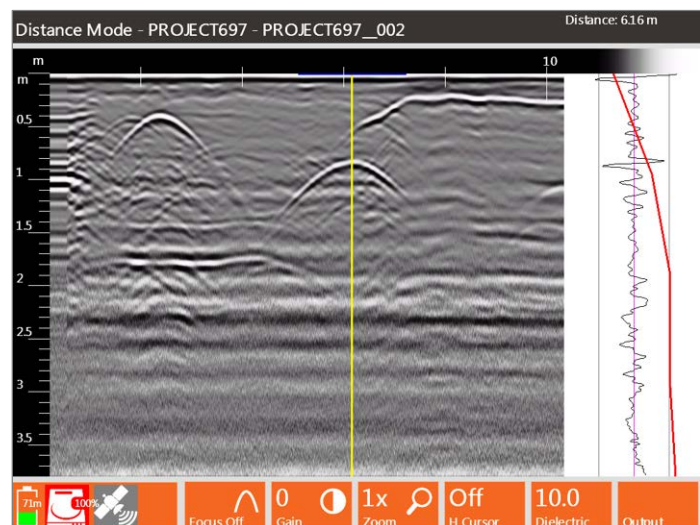 Distance Mode - PROJECT697 - PROJECT697__002
Distance: 6.16 m
m
10
m
0.5
1
1.5
2
2.5
3
3.5
71m
100%
Focus Off
0
Gain
1x
Zoom
Off
H Cursor
10.0
Dielectric
Output